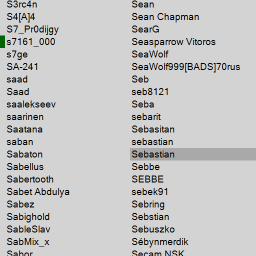 S3rc4n
S4[A]4
S7_Pr0dijgy
s7161_000
s7ge
SA-241
saad
Saad
saalekseev
saarinen
Saatana
saban
Sabaton
Sabellus
Sabertooth
Sabet Abdulya
Sabez
Sabighold
SableSlav
SabMix_x
Sabor
Sean
Sean Chapman
SearG
Seasparrow Vitoros
SeaWolf
SeaWolf999[BADS]70rus
Seb
seb8121
Seba
sebarit
Sebasitan
sebastian
Sebastian
Sebbe
SEBBE
sebek91
Sebring
Sebstian
Sebuszko
Sébynmerdik
Secam NSK